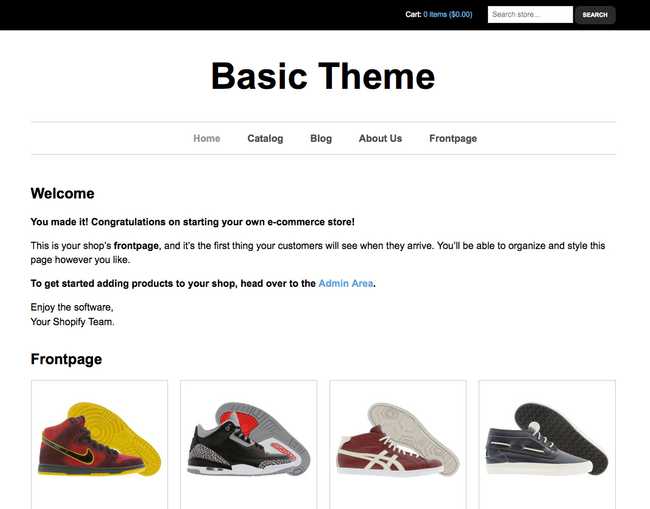 Cart: 0 items ($0.00)
Search store...
SEARCH
Basic Theme
Home Catalog Blog About Us Frontpage
Welcome
You made it! Congratulations on starting your own e-commerce store!
This is your shop’s frontpage, and it’s the first thing your customers will see when they arrive. You’ll be able to organize and style this
page however you like.
To get started adding products to your shop, head over to the Admin Area.
Enjoy the software,
Your Shopify Team.
Frontpage